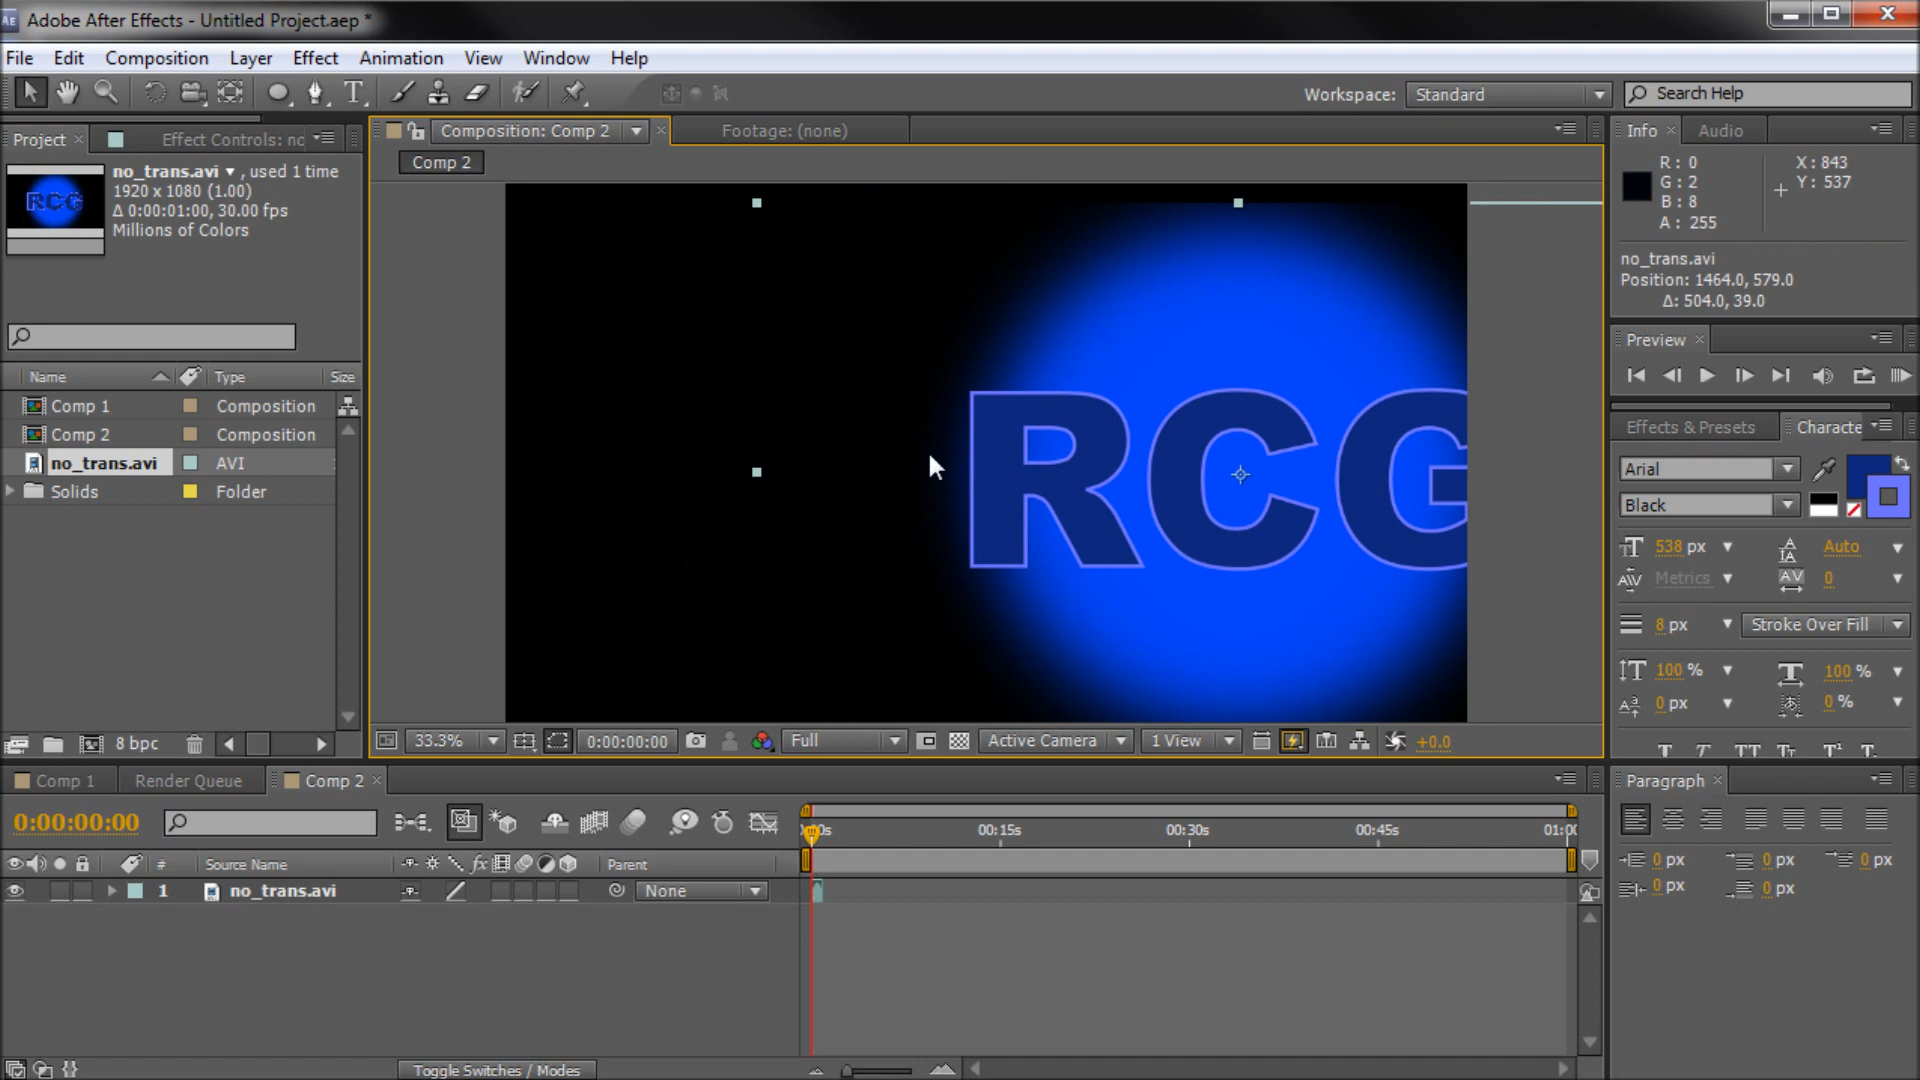 Adobe After Effects - Untitled Project.aep *
File Edit Composition Layer Effect Animation View Window Help
Workspace: Standard
Search Help
Project
Effect Controls: no
no_trans.avi , used 1 time
1920 x 1080 (1.00)
Δ 0:00:01:00, 30.00 fps
Millions of Colors
RCG
Name Type Size
Comp 1 Composition
Comp 2 Composition
no_trans.avi AVI
Solids Folder
8 bpc
Composition: Comp 2
Footage: (none)
Comp 2
RCG
33.3% 0:00:00:00 Full Active Camera 1 View +0.0
Info Audio
R: 0
G: 2
B: 8
A: 255
X: 843
Y: 537
no_trans.avi
Position: 1464.0, 579.0
Δ: 504.0, 39.0
Preview
Effects & Presets Characte
Arial
Black
538 px Auto
Metrics 0
8 px Stroke Over Fill
100 % 100 %
0 px 0 %
T T TT Tт T¹ T,
Comp 1 Render Queue Comp 2
0:00:00:00
00:15s 00:30s 00:45s 01:00
# Source Name Parent
1 no_trans.avi None
Toggle Switches / Modes
Paragraph
0 px 0 px 0 px
0 px 0 px